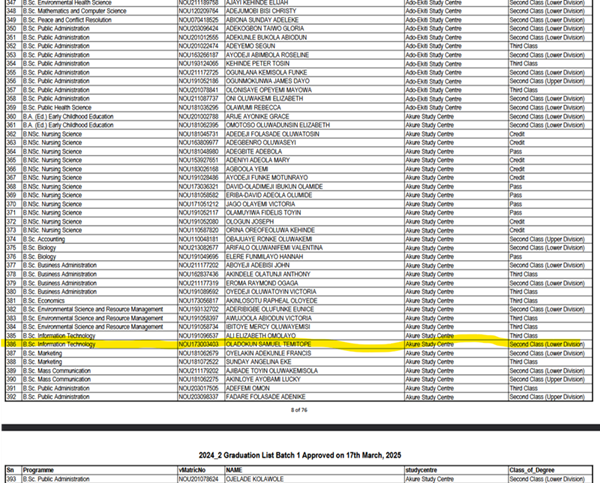 347 B.Sc. Environmental Health Science NOU211189758 AJAYI KEHINDE ELIJAH Ado-Ekiti Study Centre Second Class (Lower Division)
348 B.Sc. Mathematics and Computer Science NOU120209764 ADEJUMOBI BISI CHRISTY Ado-Ekiti Study Centre Second Class (Lower Division)
349 B.Sc. Peace and Conflict Resolution NOU070418525 ABIONA SUNDAY ADELEKE Ado-Ekiti Study Centre Second Class (Lower Division)
350 B.Sc. Public Administration NOU203096424 ADEKOGBON TAIWO GLORIA Ado-Ekiti Study Centre Second Class (Lower Division)
351 B.Sc. Public Administration NOU201012555 ADEKUNLE BUKOLA ABIODUN Ado-Ekiti Study Centre Second Class (Lower Division)
352 B.Sc. Public Administration NOU201022474 ADEYEMO SEGUN Ado-Ekiti Study Centre Third Class
353 B.Sc. Public Administration NOU153266187 AYODEJI ABIMBOLA ROSELINE Ado-Ekiti Study Centre Second Class (Lower Division)
354 B.Sc. Public Administration NOU193124065 KEHINDE PETER TOSIN Ado-Ekiti Study Centre Third Class
355 B.Sc. Public Administration NOU211172725 OGUNLANA KEMISOLA FUNKE Ado-Ekiti Study Centre Second Class (Lower Division)
356 B.Sc. Public Administration NOU191052186 OGUNMOKUNWA JAMES DAYO Ado-Ekiti Study Centre Second Class (Lower Division)
357 B.Sc. Public Administration NOU201078841 OLONISAYE OPEYEMI MAYOWA Ado-Ekiti Study Centre Third Class
358 B.Sc. Public Administration NOU211087737 ONI OLUWAKEMI ELIZABETH Ado-Ekiti Study Centre Second Class (Lower Division)
359 B.Sc. Public Health Science NOU181035295 OLAWUMI REBECCA Ado-Ekiti Study Centre Second Class (Lower Division)
360 B.A. (Ed ) Early Childhood Education NOU201002788 ARIJE AYONIKE GRACE Akure Study Centre Second Class (Lower Division)
361 B.A. (Ed ) Early Childhood Education NOU181062395 OMOTOSO OLUWADUNSIN ELIZABETH Akure Study Centre Second Class (Lower Division)
362 B.NSc. Nursing Science NOU181045731 ADEDEJI FOLASADE OLUWATOSIN Akure Study Centre Credit
363 B.NSc. Nursing Science NOU163809977 ADEGBENRO OLUWASEYI Akure Study Centre Credit
364 B.NSc. Nursing Science NOU181048980 ADEGBITE ADEBOLA Akure Study Centre Pass
365 B.NSc. Nursing Science NOU153927651 ADENIYI ADEOLA MARY Akure Study Centre Credit
366 B.NSc. Nursing Science NOU183026168 AGBOOLA YEMI Akure Study Centre Credit
367 B.NSc. Nursing Science NOU191028486 AYODEJI FUNKE MOTUNRAYO Akure Study Centre Credit
368 B.NSc. Nursing Science NOU173036321 DAVID-OLADIMEJI IBUKUN OLAMIDE Akure Study Centre Pass
369 B.NSc. Nursing Science NOU181058582 ERIBA-DAVID ADEOLA OLUMIDE Akure Study Centre Pass
370 B.NSc. Nursing Science NOU171051212 JAGO OLAYEMI VICTORIA Akure Study Centre Pass
371 B.NSc. Nursing Science NOU191052117 OLAMUYIWA FIDELIS TOYIN Akure Study Centre Pass
372 B.NSc. Nursing Science NOU191052080 OLOGUN JOSEPH Akure Study Centre Credit
373 B.NSc. Nursing Science NOU110587820 ORINA OREOFEOLUWA KEHINDE Akure Study Centre Credit
374 B.Sc. Accounting NOU110048181 OBAJUAYE RONKE OLUWAKEMI Akure Study Centre Second Class (Upper Division)
375 B.Sc. Biology NOU213082677 ARIFALO OLUWANIFEMI VALENTINA Akure Study Centre Second Class (Upper Division)
376 B.Sc. Biology NOU191049695 ELERE FUNMILAYO HANNAH Akure Study Centre Pass
377 B.Sc. Business Administration NOU211177202 ABOYEJI ADEBISI JOHN Akure Study Centre Second Class (Lower Division)
378 B.Sc. Business Administration NOU162837436 AKINDELE OLATUNJI ANTHONY Akure Study Centre Third Class
379 B.Sc. Business Administration NOU211177319 EROMA RAYMOND OGAGA Akure Study Centre Second Class (Lower Division)
380 B.Sc. Business Administration NOU191089592 OYEDEJI OLUWATOYIN VICTORIA Akure Study Centre Third Class
381 B.Sc. Economics NOU173056817 AKINLOSOTU RAPHEAL OLOYEDE Akure Study Centre Third Class
382 B.Sc. Environmental Science and Resource Management NOU193132702 ADERIBIGBE OLUFUNKE EUNICE Akure Study Centre Second Class (Lower Division)
383 B.Sc. Environmental Science and Resource Management NOU193058397 AWUJOOLA ABIODUN VICTORIA Akure Study Centre Third Class
384 B.Sc. Environmental Science and Resource Management NOU191058734 IBITOYE MERCY OLUWAYEMISI Akure Study Centre Third Class
385 B.Sc. Information Technology NOU191096537 ALI ELIZABETH OMOLAYO Akure Study Centre Third Class
386 B.Sc. Information Technology NOU173003403 OLADOKUN SAMUEL TEMITOPE Akure Study Centre Second Class (Lower Division)
387 B.Sc. Marketing NOU181062679 OYELAKIN ADEKUNLE FRANCIS Akure Study Centre Second Class (Lower Division)
388 B.Sc. Marketing NOU181072522 SUNDAY ANGELINA EKE Akure Study Centre Third Class
389 B.Sc. Mass Communication NOU211179202 AJIBADE TOYIN OLUWAKEMISOLA Akure Study Centre Second Class (Lower Division)
390 B.Sc. Mass Communication NOU181062275 AKINLOYE AYOBAMI LUCKY Akure Study Centre Second Class (Lower Division)
391 B.Sc. Public Administration NOU203017505 ADEFEMI OMON Akure Study Centre Third Class
392 B.Sc. Public Administration NOU203098337 FADARE FOLASADE ADENIKE Akure Study Centre Second Class (Lower Division)
8 of 76
2024_2 Graduation List Batch 1 Approved on 17th March, 2025
Sn Programme vMatricNo NAME studycentre Class_of_Degree
393 B.Sc. Public Administration NOU201078624 OJELADE KOLAWOLE Akure Study Centre Second Class (Lower Division)